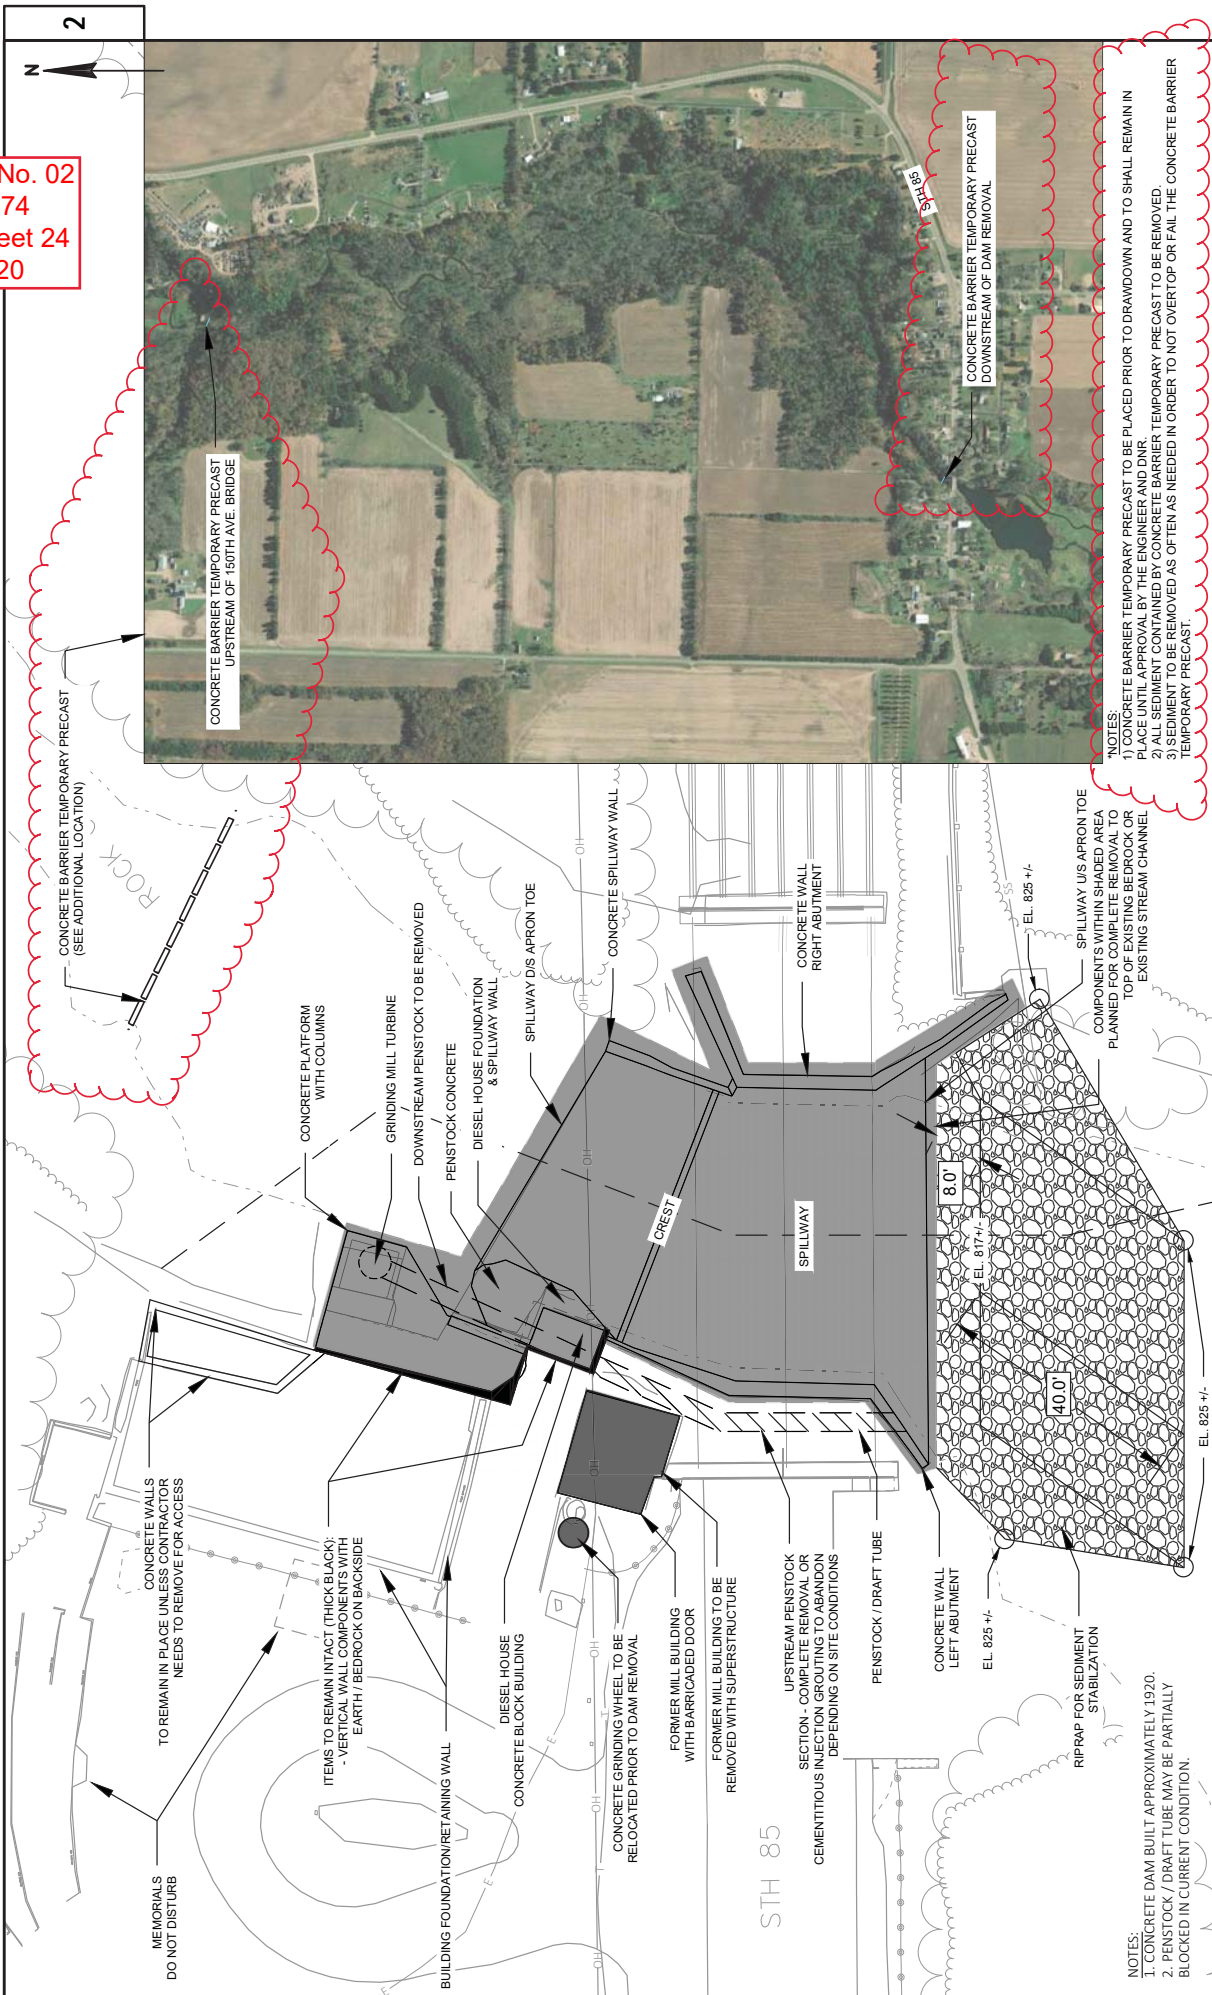 2
N
No. 02
74
eet 24
20
CONCRETE BARRIER TEMPORARY PRECAST
(SEE ADDITIONAL LOCATION)
ROCK
CONCRETE BARRIER TEMPORARY PRECAST
UPSTREAM OF 150TH AVE. BRIDGE
STH 85
CONCRETE BARRIER TEMPORARY PRECAST
DOWNSTREAM OF DAM REMOVAL
*NOTES:
1) CONCRETE BARRIER TEMPORARY PRECAST TO BE PLACED PRIOR TO DRAWDOWN AND TO SHALL REMAIN IN
PLACE UNTIL APPROVAL BY THE ENGINEER AND DNR.
2) ALL SEDIMENT CONTAINED BY CONCRETE BARRIER TEMPORARY PRECAST TO BE REMOVED.
3) SEDIMENT TO BE REMOVED AS OFTEN AS NEEDED IN ORDER TO NOT OVERTOP OR FAIL THE CONCRETE BARRIER
TEMPORARY PRECAST.
MEMORIALS
DO NOT DISTURB
CONCRETE WALLS
TO REMAIN IN PLACE UNLESS CONTRACTOR
NEEDS TO REMOVE FOR ACCESS
ITEMS TO REMAIN INTACT (THICK BLACK):
- VERTICAL WALL COMPONENTS WITH
EARTH / BEDROCK ON BACKSIDE
BUILDING FOUNDATION/RETAINING WALL
DIESEL HOUSE
CONCRETE BLOCK BUILDING
CONCRETE GRINDING WHEEL TO BE
RELOCATED PRIOR TO DAM REMOVAL
FORMER MILL BUILDING
WITH BARRICADED DOOR
FORMER MILL BUILDING TO BE
REMOVED WITH SUPERSTRUCTURE
UPSTREAM PENSTOCK
SECTION - COMPLETE REMOVAL OR
CEMENTITIOUS INJECTION GROUTING TO ABANDON
DEPENDING ON SITE CONDITIONS
PENSTOCK / DRAFT TUBE
CONCRETE WALL
LEFT ABUTMENT
EL. 825 +/-
RIPRAP FOR SEDIMENT
STABILZATION
CONCRETE PLATFORM
WITH COLUMNS
GRINDING MILL TURBINE
DOWNSTREAM PENSTOCK TO BE REMOVED
PENSTOCK CONCRETE
DIESEL HOUSE FOUNDATION
& SPILLWAY WALL
SPILLWAY D/S APRON TOE
CONCRETE SPILLWAY WALL
CONCRETE WALL
RIGHT ABUTMENT
EL. 825 +/-
SPILLWAY U/S APRON TOE
COMPONENTS WITHIN SHADED AREA
PLANNED FOR COMPLETE REMOVAL TO
TOP OF EXISTING BEDROCK OR
EXISTING STREAM CHANNEL
CREST
SPILLWAY
8.0'
EL. 817+/-
40.0'
EL. 825 +/-
HO
HO
HO
HO
HO
HO
HO
E
E
E
SS
STH 85
NOTES:
1. CONCRETE DAM BUILT APPROXIMATELY 1920.
2. PENSTOCK / DRAFT TUBE MAY BE PARTIALLY
BLOCKED IN CURRENT CONDITION.